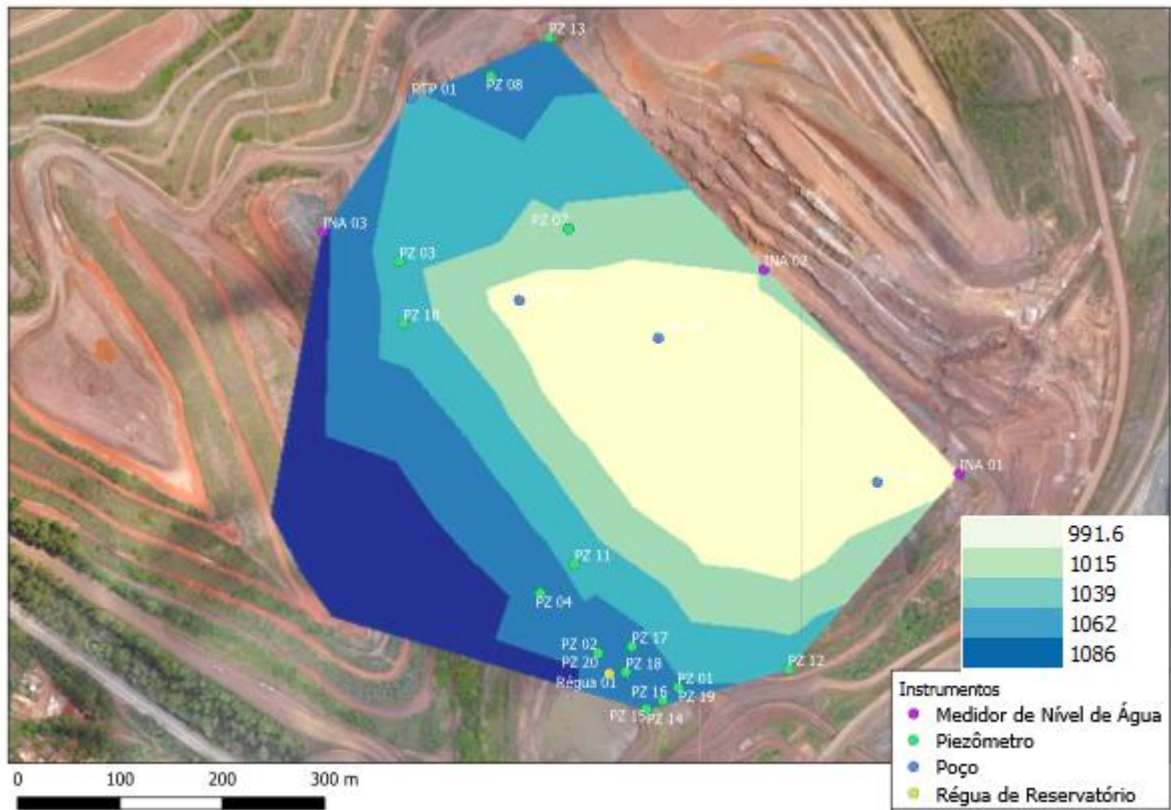 PZ 13
PZ 08
PTP 01
PZ 07
INA 03
PZ 03
INA 02
PZ 10
INA 01
PZ 11
PZ 04
PZ 17
PZ 02
PZ 20
PZ 18
PZ 12
Régua 01
PZ 01
PZ 16
PZ 19
PZ 15
PZ 14
991.6
1015
1039
1062
1086
Instrumentos
Medidor de Nível de Água
Piezômetro
Poço
Régua de Reservatório
0 100 200 300 m